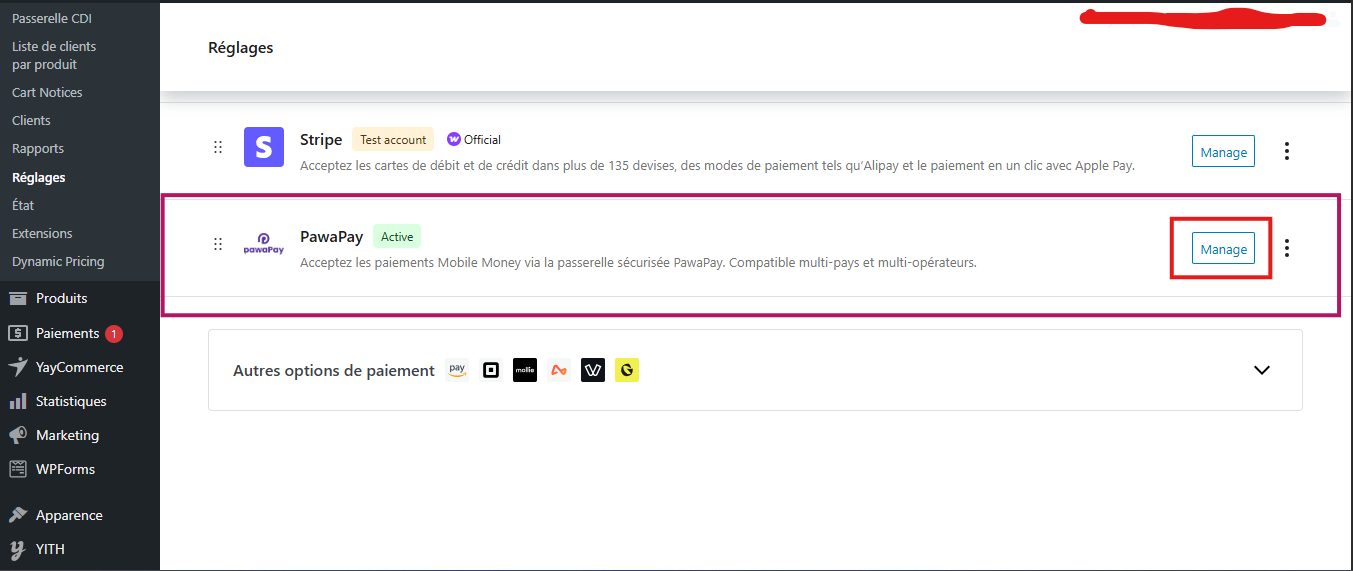 Passerelle CDI
Liste de clients
par produit
Cart Notices
Clients
Rapports
Réglages
État
Extensions
Dynamic Pricing
Produits
Paiements 1
YayCommerce
Statistiques
Marketing
WPForms
Apparence
YITH
Réglages
S Stripe Test account W Official
Acceptez les cartes de débit et de crédit dans plus de 135 devises, des modes de paiement tels qu’Alipay et le paiement en un clic avec Apple Pay.
Manage
pawaPay
PawaPay Active
Acceptez les paiements Mobile Money via la passerelle sécurisée PawaPay. Compatible multi-pays et multi-opérateurs.
Manage
Autres options de paiement pay mollie W G